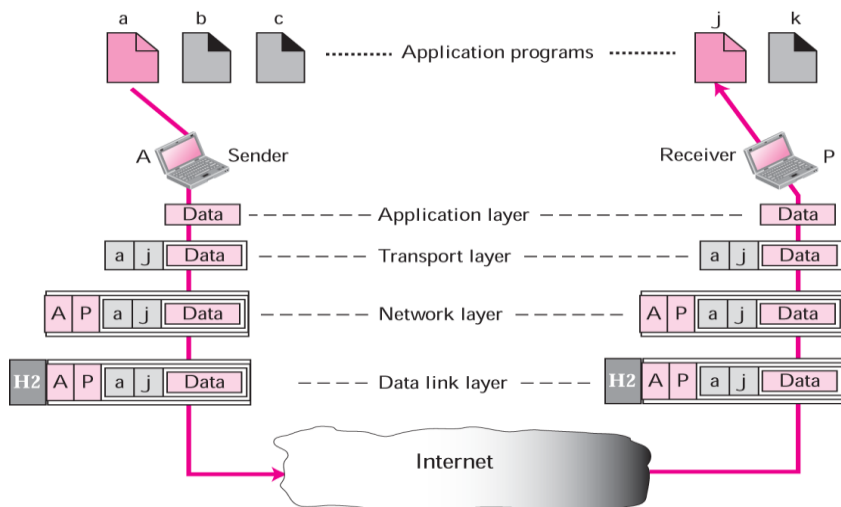 a b c Application programs j k
A Sender Receiver P
Data Application layer Data
a j Data Transport layer a j Data
A P a j Data Network layer A P a j Data
H2 A P a j Data Data link layer H2 A P a j Data
Internet